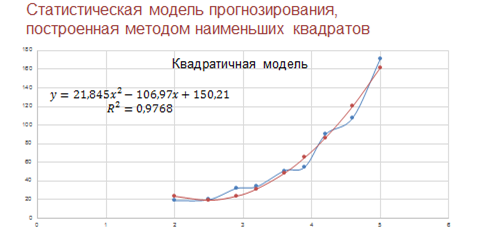 Статистическая модель прогнозирования,
построенная методом наименьших квадратов
180
Квадратичная модель
160
140
y = 21,845x² − 106,97x + 150,21
R² = 0,9768
120
100
80
60
40
20
0
0 1 2 3 4 5 6